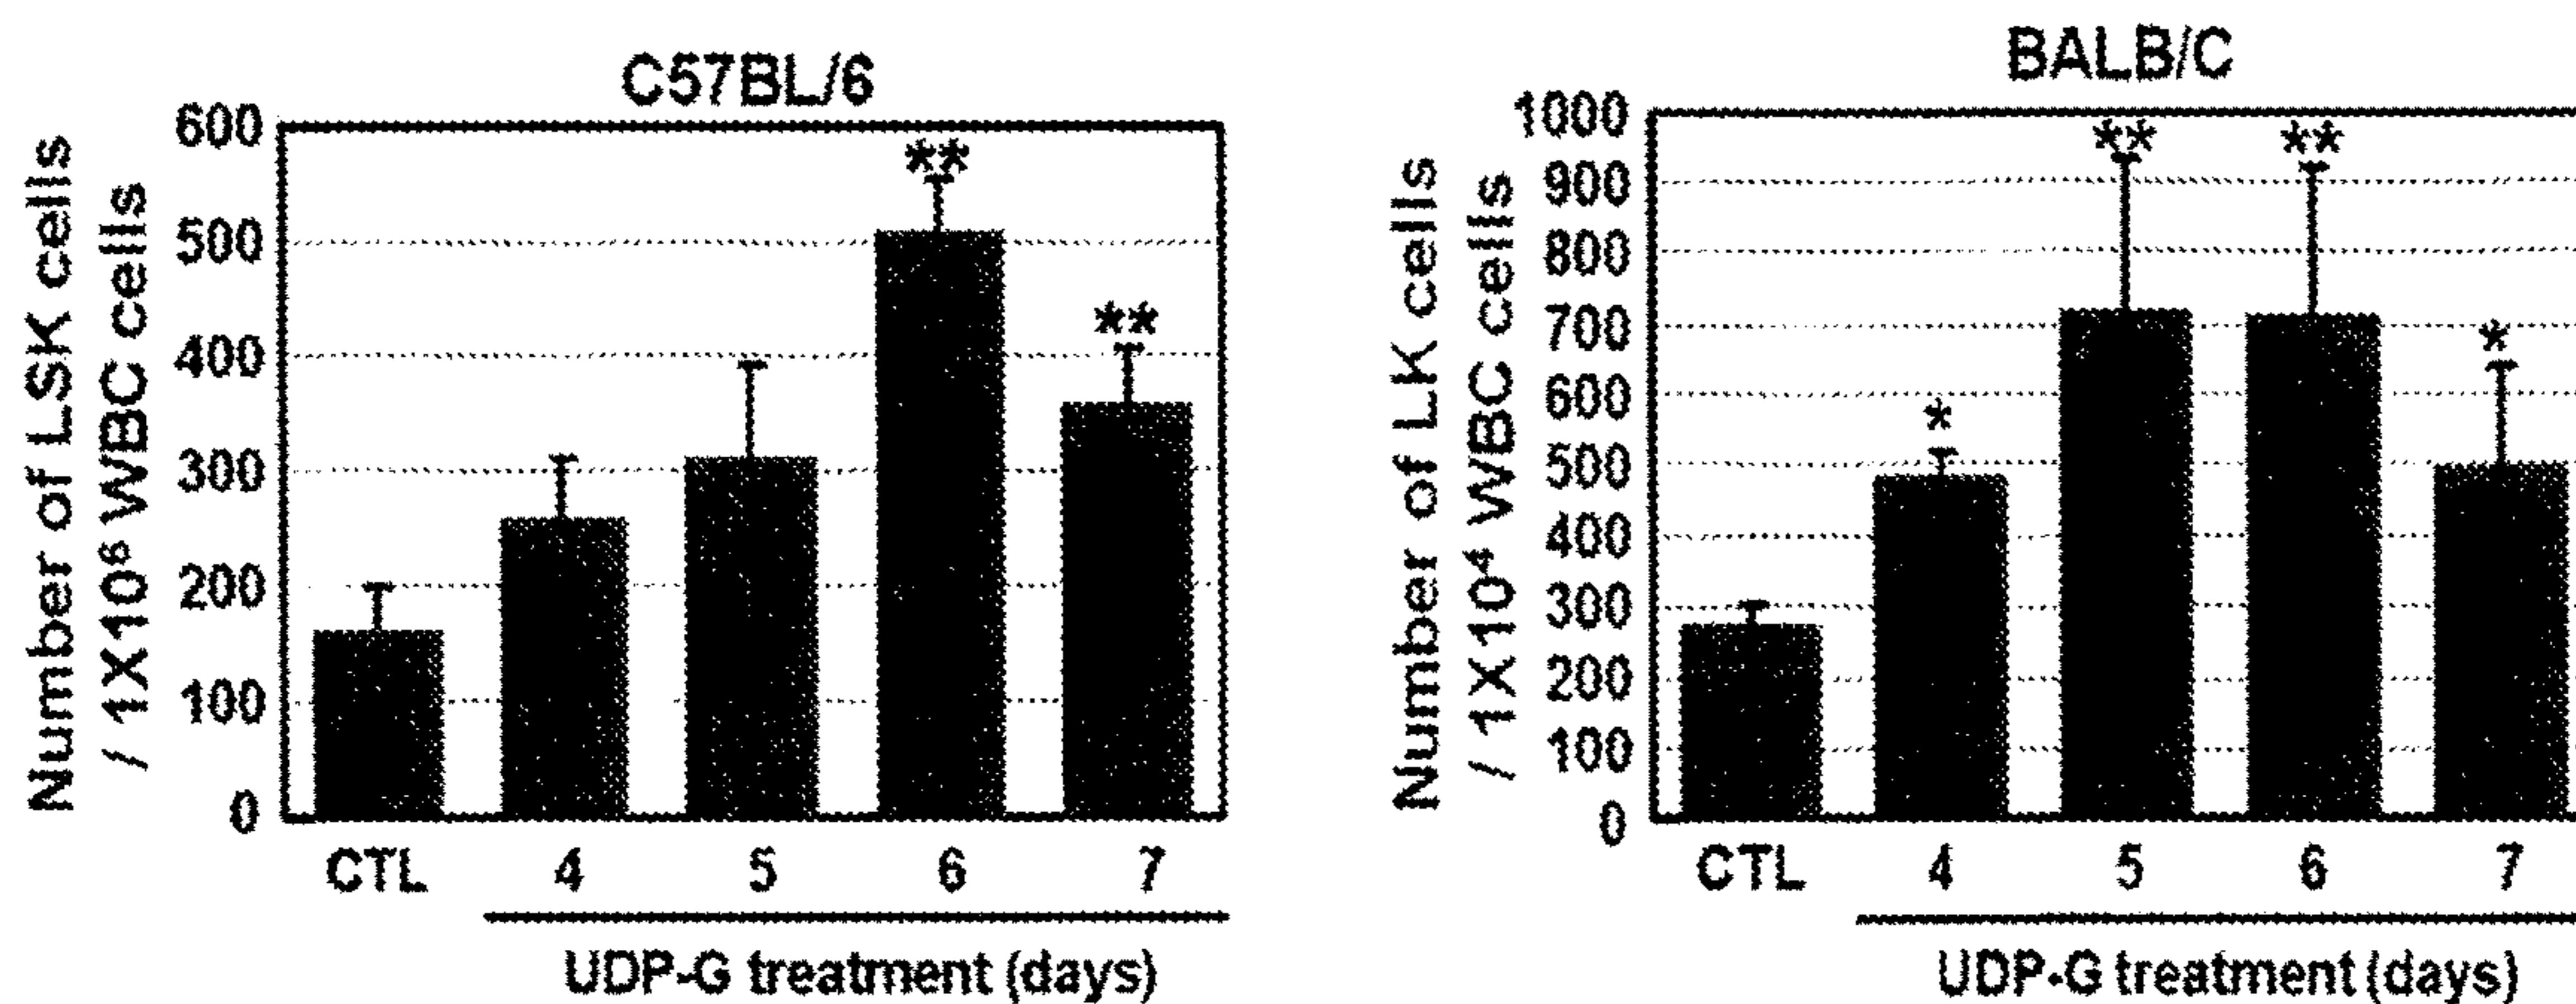 C57BL/6
Number of LSK cells
/ 1X10⁶ WBC cells
600
500
400
300
200
100
0
**
**
CTL 4 5 6 7
UDP-G treatment (days)
BALB/C
Number of LK cells
/ 1X10⁴ WBC cells
1000
900
800
700
600
500
400
300
200
100
0
*
**
**
*
CTL 4 5 6 7
UDP-G treatment (days)